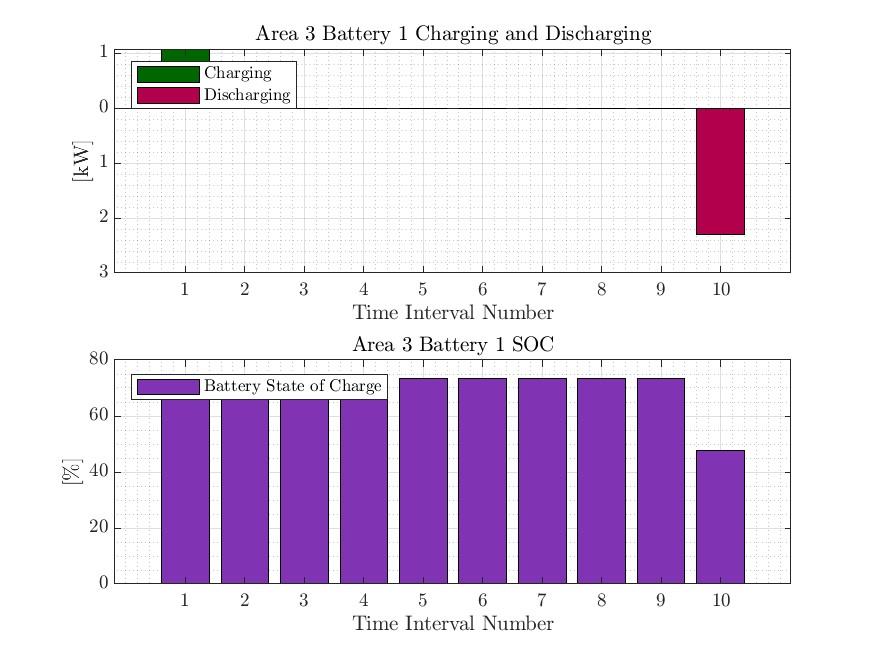 Area 3 Battery 1 Charging and Discharging
1
Charging
Discharging
0
1
2
3
[kW]
1 2 3 4 5 6 7 8 9 10
Time Interval Number
Area 3 Battery 1 SOC
80
Battery State of Charge
60
40
20
0
[%]
1 2 3 4 5 6 7 8 9 10
Time Interval Number